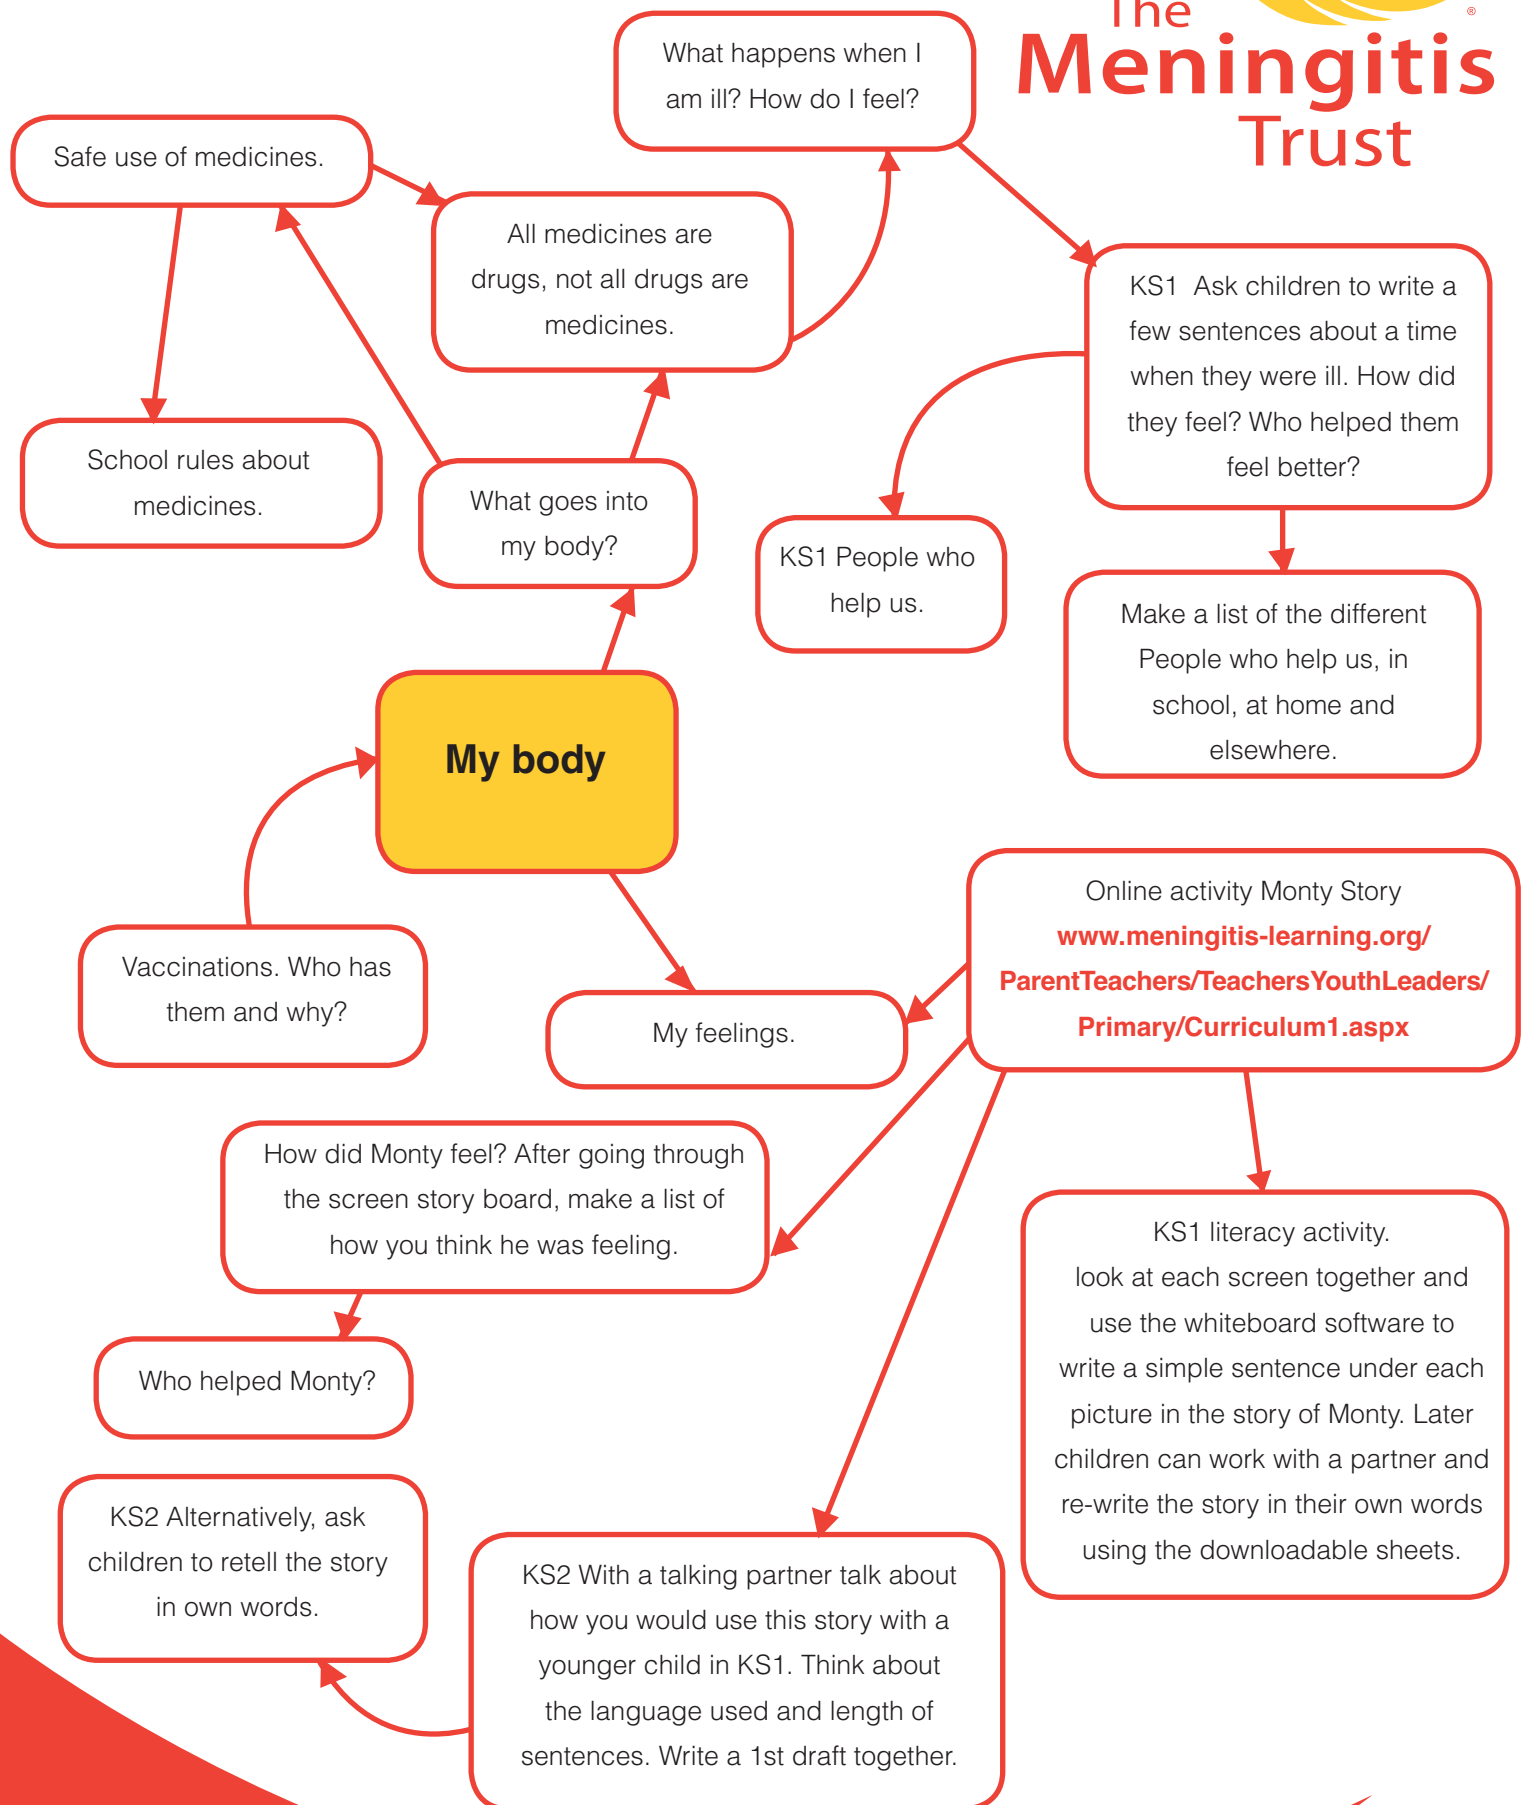 The
Meningitis
Trust
®
What happens when I
am ill? How do I feel?
Safe use of medicines.
All medicines are
drugs, not all drugs are
medicines.
KS1  Ask children to write a
few sentences about a time
when they were ill. How did
they feel? Who helped them
feel better?
School rules about
medicines.
What goes into
my body?
KS1 People who
help us.
Make a list of the different
People who help us, in
school, at home and
elsewhere.
My body
Online activity Monty Story
www.meningitis-learning.org/
ParentTeachers/TeachersYouthLeaders/
Primary/Curriculum1.aspx
Vaccinations. Who has
them and why?
My feelings.
How did Monty feel? After going through
the screen story board, make a list of
how you think he was feeling.
KS1 literacy activity.
look at each screen together and
use the whiteboard software to
write a simple sentence under each
picture in the story of Monty. Later
children can work with a partner and
re-write the story in their own words
using the downloadable sheets.
Who helped Monty?
KS2 Alternatively, ask
children to retell the story
in own words.
KS2 With a talking partner talk about
how you would use this story with a
younger child in KS1. Think about
the language used and length of
sentences. Write a 1st draft together.